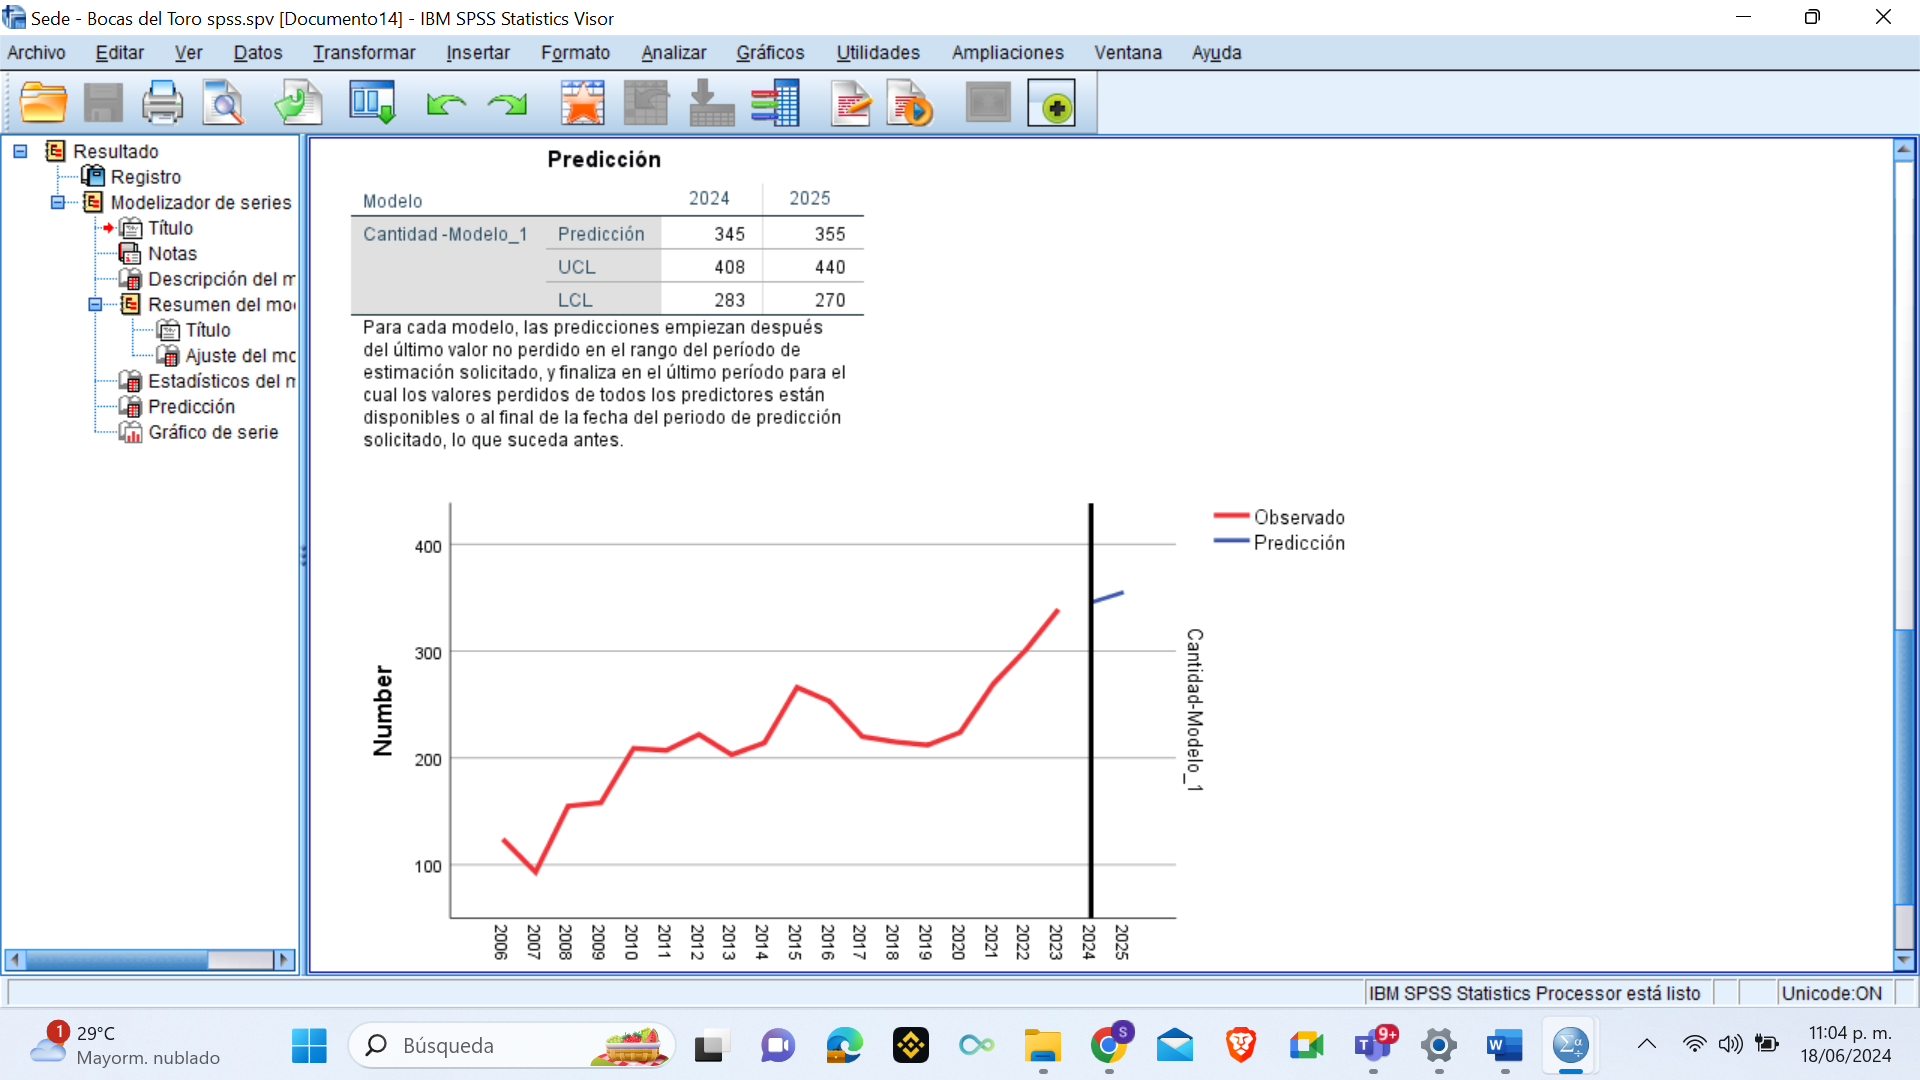 Sede - Bocas del Toro spss.spv [Documento14] - IBM SPSS Statistics Visor
Archivo Editar Ver Datos Transformar Insertar Formato Analizar Gráficos Utilidades Ampliaciones Ventana Ayuda
Resultado
Registro
Modelizador de series
Título
Notas
Descripción del m
Resumen del mo
Título
Ajuste del mo
Estadísticos del m
Predicción
Gráfico de serie
Predicción
Modelo 2024 2025
Cantidad -Modelo_1 Predicción 345 355
UCL 408 440
LCL 283 270
Para cada modelo, las predicciones empiezan después
del último valor no perdido en el rango del período de
estimación solicitado, y finaliza en el último período para el
cual los valores perdidos de todos los predictores están
disponibles o al final de la fecha del periodo de predicción
solicitado, lo que suceda antes.
Observado
Predicción
400
300
200
100
Number
Cantidad-Modelo_1
2006 2007 2008 2009 2010 2011 2012 2013 2014 2015 2016 2017 2018 2019 2020 2021 2022 2023 2024 2025
IBM SPSS Statistics Processor está listo
Unicode:ON
1
29°C
Mayorm. nublado
Búsqueda
S
9+
11:04 p. m.
18/06/2024